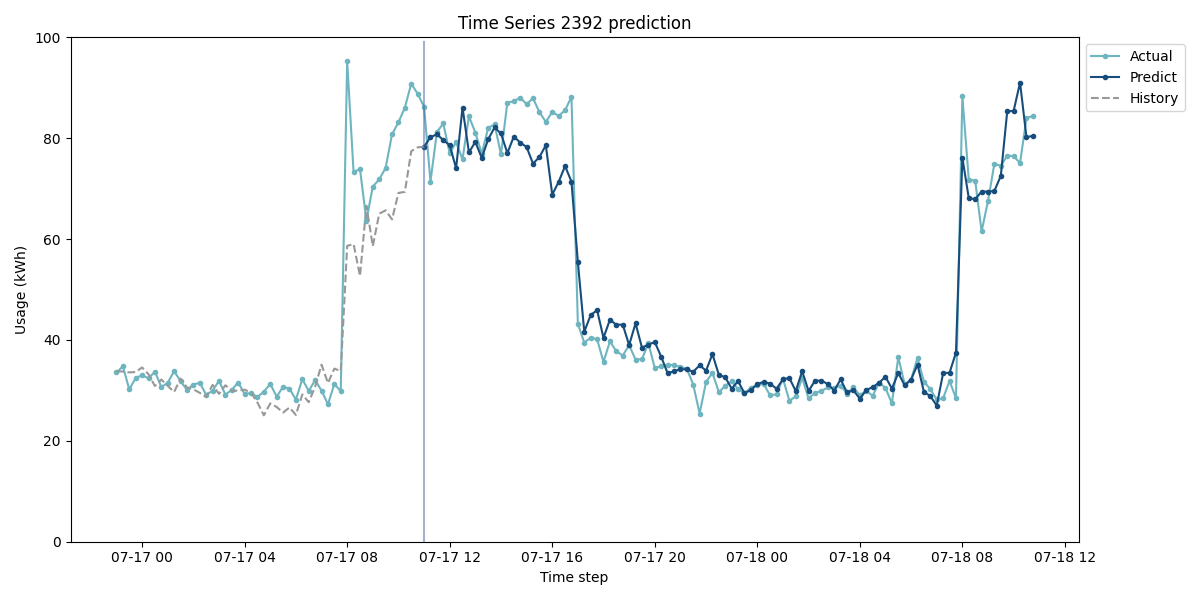 Time Series 2392 prediction
Actual
Predict
History
Usage (kWh)
100
80
60
40
20
0
07-17 00
07-17 04
07-17 08
07-17 12
07-17 16
07-17 20
07-18 00
07-18 04
07-18 08
07-18 12
Time step